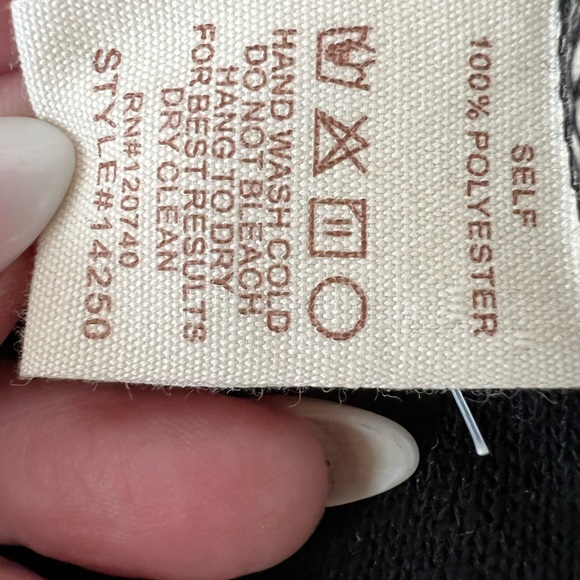 SELF
100% POLYESTER
HAND WASH COLD
DO NOT BLEACH
HANG TO DRY
FOR BEST RESULTS
DRY CLEAN
RN#120740
STYLE#14250